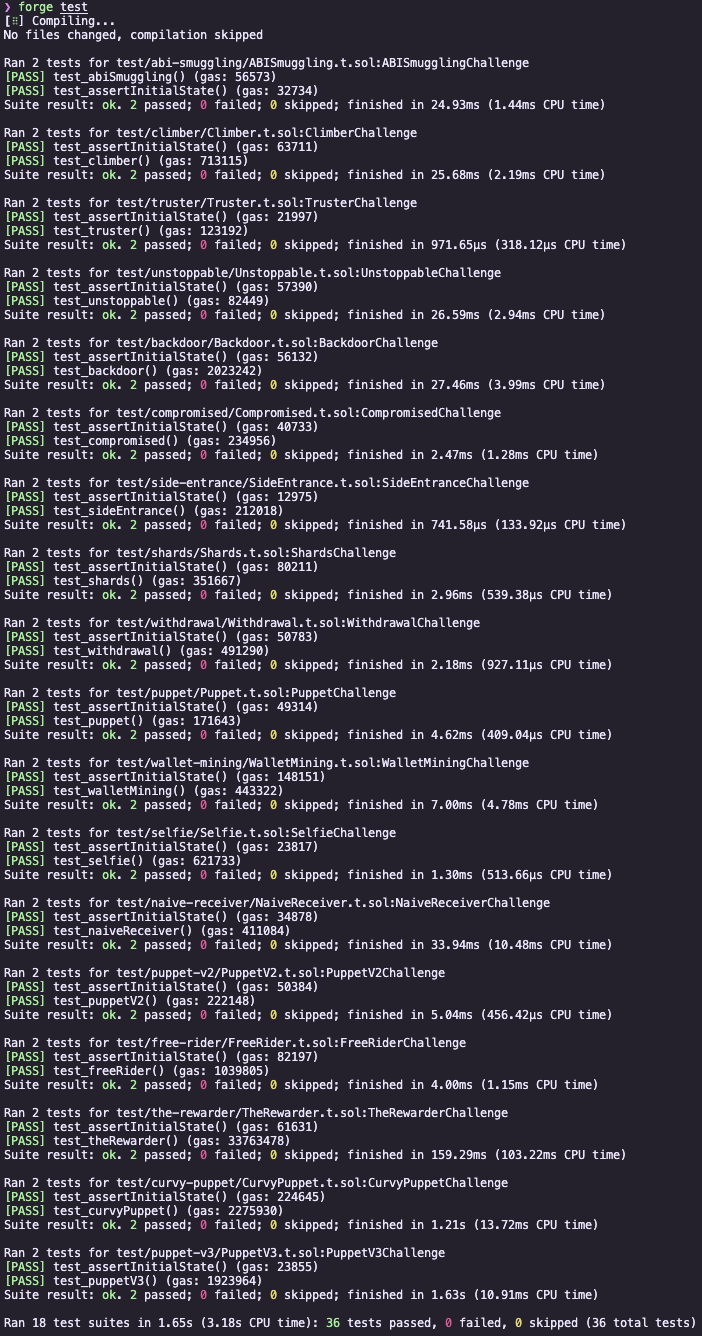 ❯ forge test
[⠿] Compiling...
No files changed, compilation skipped
Ran 2 tests for test/abi-smuggling/ABISmuggling.t.sol:ABISmugglingChallenge
[PASS] test_abiSmuggling() (gas: 56573)
[PASS] test_assertInitialState() (gas: 32734)
Suite result: ok. 2 passed; 0 failed; 0 skipped; finished in 24.93ms (1.44ms CPU time)
Ran 2 tests for test/climber/Climber.t.sol:ClimberChallenge
[PASS] test_assertInitialState() (gas: 63711)
[PASS] test_climber() (gas: 713115)
Suite result: ok. 2 passed; 0 failed; 0 skipped; finished in 25.68ms (2.19ms CPU time)
Ran 2 tests for test/truster/Truster.t.sol:TrusterChallenge
[PASS] test_assertInitialState() (gas: 21997)
[PASS] test_truster() (gas: 123192)
Suite result: ok. 2 passed; 0 failed; 0 skipped; finished in 971.65µs (318.12µs CPU time)
Ran 2 tests for test/unstoppable/Unstoppable.t.sol:UnstoppableChallenge
[PASS] test_assertInitialState() (gas: 57390)
[PASS] test_unstoppable() (gas: 82449)
Suite result: ok. 2 passed; 0 failed; 0 skipped; finished in 26.59ms (2.94ms CPU time)
Ran 2 tests for test/backdoor/Backdoor.t.sol:BackdoorChallenge
[PASS] test_assertInitialState() (gas: 56132)
[PASS] test_backdoor() (gas: 2023242)
Suite result: ok. 2 passed; 0 failed; 0 skipped; finished in 27.46ms (3.99ms CPU time)
Ran 2 tests for test/compromised/Compromised.t.sol:CompromisedChallenge
[PASS] test_assertInitialState() (gas: 40733)
[PASS] test_compromised() (gas: 234956)
Suite result: ok. 2 passed; 0 failed; 0 skipped; finished in 2.47ms (1.28ms CPU time)
Ran 2 tests for test/side-entrance/SideEntrance.t.sol:SideEntranceChallenge
[PASS] test_assertInitialState() (gas: 12975)
[PASS] test_sideEntrance() (gas: 212018)
Suite result: ok. 2 passed; 0 failed; 0 skipped; finished in 741.58µs (133.92µs CPU time)
Ran 2 tests for test/shards/Shards.t.sol:ShardsChallenge
[PASS] test_assertInitialState() (gas: 80211)
[PASS] test_shards() (gas: 351667)
Suite result: ok. 2 passed; 0 failed; 0 skipped; finished in 2.96ms (539.38µs CPU time)
Ran 2 tests for test/withdrawal/Withdrawal.t.sol:WithdrawalChallenge
[PASS] test_assertInitialState() (gas: 50783)
[PASS] test_withdrawal() (gas: 491290)
Suite result: ok. 2 passed; 0 failed; 0 skipped; finished in 2.18ms (927.11µs CPU time)
Ran 2 tests for test/puppet/Puppet.t.sol:PuppetChallenge
[PASS] test_assertInitialState() (gas: 49314)
[PASS] test_puppet() (gas: 171643)
Suite result: ok. 2 passed; 0 failed; 0 skipped; finished in 4.62ms (409.04µs CPU time)
Ran 2 tests for test/wallet-mining/WalletMining.t.sol:WalletMiningChallenge
[PASS] test_assertInitialState() (gas: 148151)
[PASS] test_walletMining() (gas: 443322)
Suite result: ok. 2 passed; 0 failed; 0 skipped; finished in 7.00ms (4.78ms CPU time)
Ran 2 tests for test/selfie/Selfie.t.sol:SelfieChallenge
[PASS] test_assertInitialState() (gas: 23817)
[PASS] test_selfie() (gas: 621733)
Suite result: ok. 2 passed; 0 failed; 0 skipped; finished in 1.30ms (513.66µs CPU time)
Ran 2 tests for test/naive-receiver/NaiveReceiver.t.sol:NaiveReceiverChallenge
[PASS] test_assertInitialState() (gas: 34878)
[PASS] test_naiveReceiver() (gas: 411084)
Suite result: ok. 2 passed; 0 failed; 0 skipped; finished in 33.94ms (10.48ms CPU time)
Ran 2 tests for test/puppet-v2/PuppetV2.t.sol:PuppetV2Challenge
[PASS] test_assertInitialState() (gas: 50384)
[PASS] test_puppetV2() (gas: 222148)
Suite result: ok. 2 passed; 0 failed; 0 skipped; finished in 5.04ms (456.42µs CPU time)
Ran 2 tests for test/free-rider/FreeRider.t.sol:FreeRiderChallenge
[PASS] test_assertInitialState() (gas: 82197)
[PASS] test_freeRider() (gas: 1039805)
Suite result: ok. 2 passed; 0 failed; 0 skipped; finished in 4.00ms (1.15ms CPU time)
Ran 2 tests for test/the-rewarder/TheRewarder.t.sol:TheRewarderChallenge
[PASS] test_assertInitialState() (gas: 61631)
[PASS] test_theRewarder() (gas: 33763478)
Suite result: ok. 2 passed; 0 failed; 0 skipped; finished in 159.29ms (103.22ms CPU time)
Ran 2 tests for test/curvy-puppet/CurvyPuppet.t.sol:CurvyPuppetChallenge
[PASS] test_assertInitialState() (gas: 224645)
[PASS] test_curvyPuppet() (gas: 2275930)
Suite result: ok. 2 passed; 0 failed; 0 skipped; finished in 1.21s (13.72ms CPU time)
Ran 2 tests for test/puppet-v3/PuppetV3.t.sol:PuppetV3Challenge
[PASS] test_assertInitialState() (gas: 23855)
[PASS] test_puppetV3() (gas: 1923964)
Suite result: ok. 2 passed; 0 failed; 0 skipped; finished in 1.63s (10.91ms CPU time)
Ran 18 test suites in 1.65s (3.18s CPU time): 36 tests passed, 0 failed, 0 skipped (36 total tests)